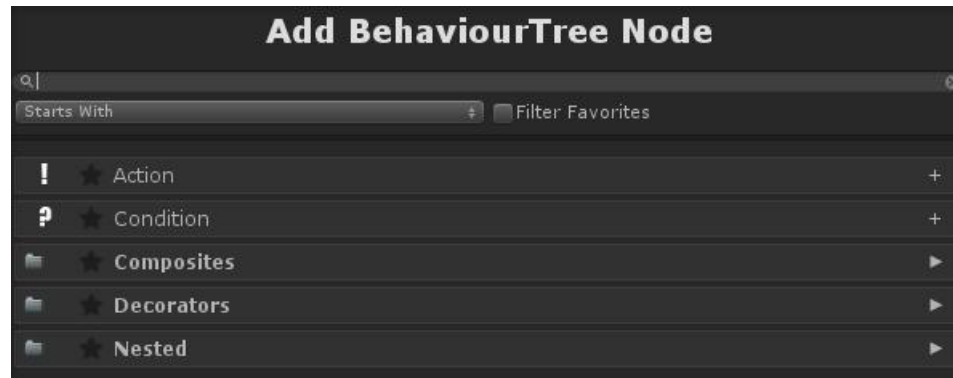 Add BehaviourTree Node
Starts With
Filter Favorites
! Action +
? Condition +
Composites
Decorators
Nested